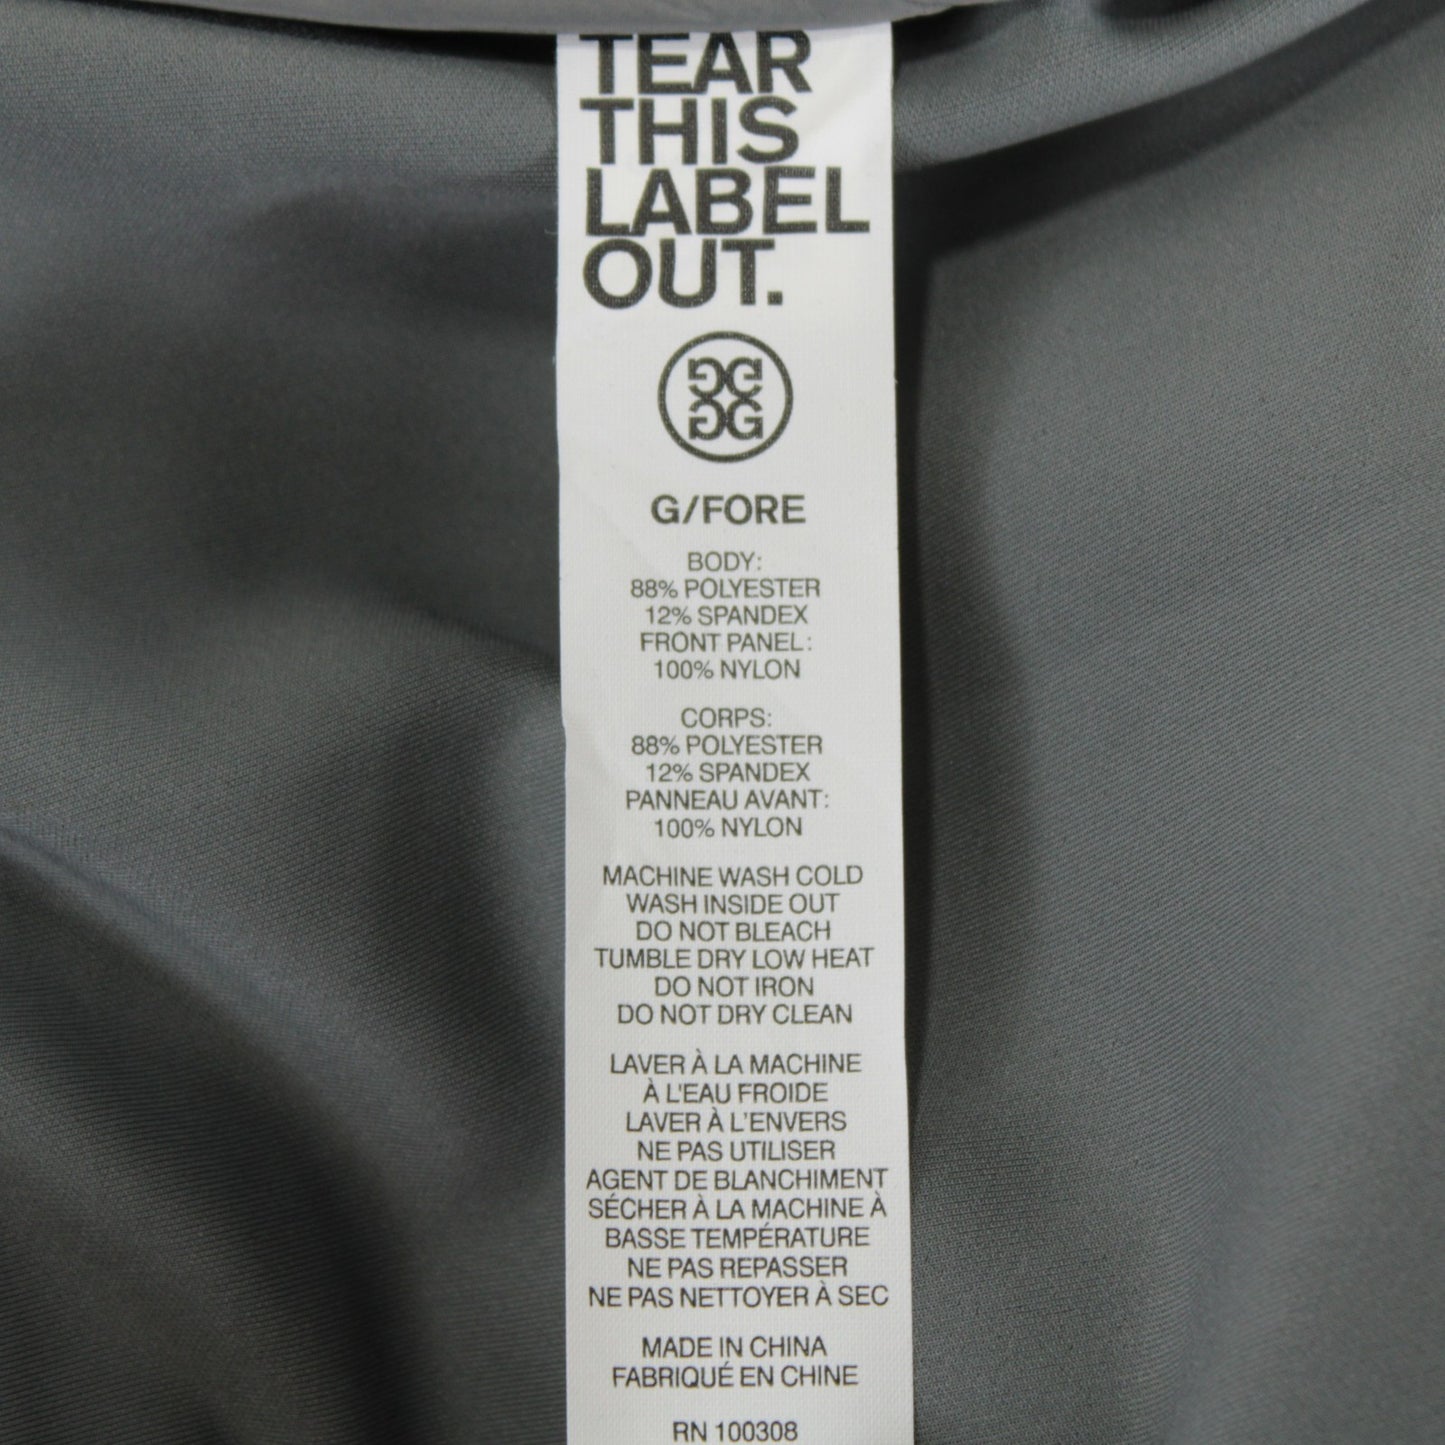 TEAR
THIS
LABEL
OUT.
G/FORE
BODY:
88% POLYESTER
12% SPANDEX
FRONT PANEL:
100% NYLON
CORPS:
88% POLYESTER
12% SPANDEX
PANNEAU AVANT:
100% NYLON
MACHINE WASH COLD
WASH INSIDE OUT
DO NOT BLEACH
TUMBLE DRY LOW HEAT
DO NOT IRON
DO NOT DRY CLEAN
LAVER À LA MACHINE
À L'EAU FROIDE
LAVER À L'ENVERS
NE PAS UTILISER
AGENT DE BLANCHIMENT
SÉCHER À LA MACHINE À
BASSE TEMPÉRATURE
NE PAS REPASSER
NE PAS NETTOYER À SEC
MADE IN CHINA
FABRIQUÉ EN CHINE
RN 100308